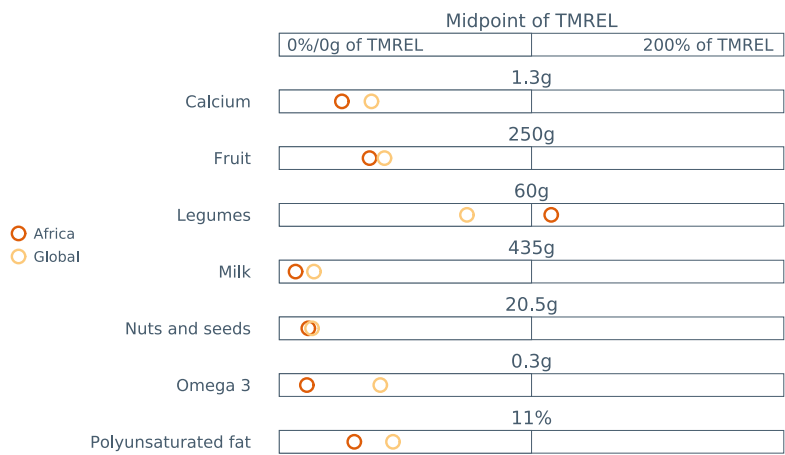 Midpoint of TMREL
0%/0g of TMREL 200% of TMREL
1.3g
Calcium
250g
Fruit
60g
Legumes
Africa
Global
435g
Milk
20.5g
Nuts and seeds
0.3g
Omega 3
11%
Polyunsaturated fat